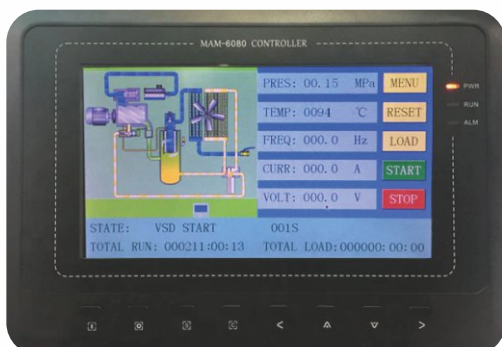 MAM-6080 CONTROLLER
PRES: 00.15 MPa MENU
TEMP: 0094 ℃ RESET
FREQ: 000.0 Hz LOAD
CURR: 000.0 A START
VOLT: 000.0 V STOP
PWR
RUN
ALM
STATE: VSD START 001S
TOTAL RUN: 000211:00:13 TOTAL LOAD: 000000:00:00